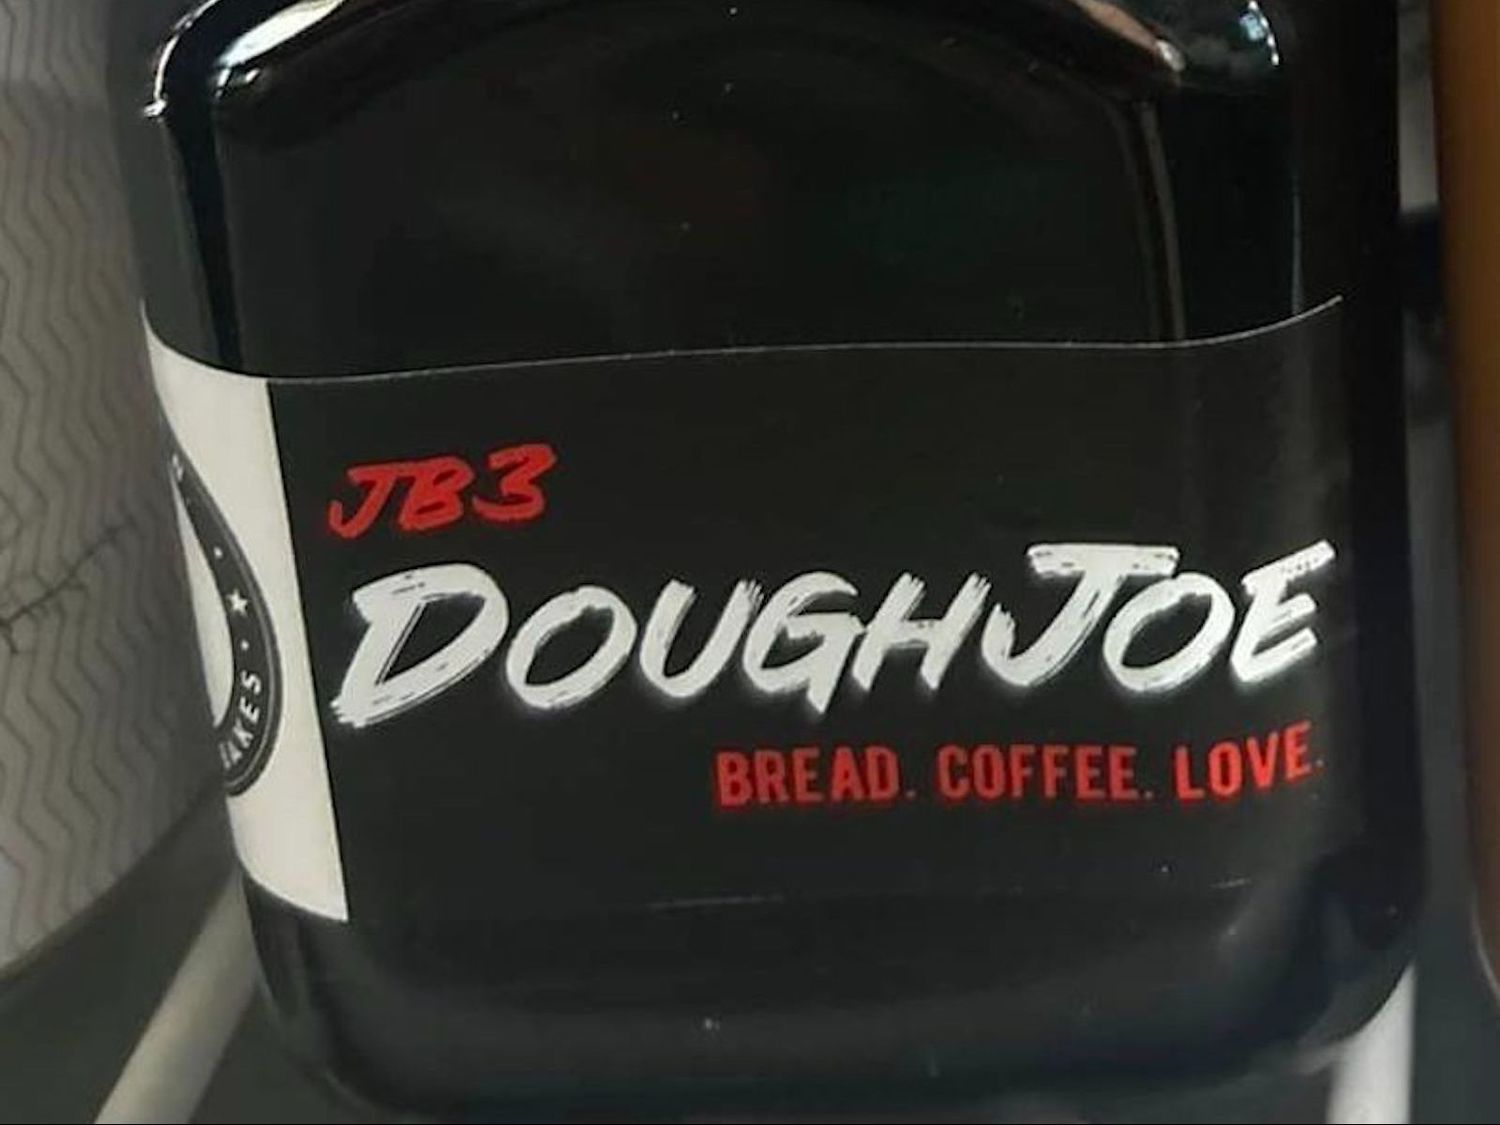 JB3
DOUGHJOE
BREAD. COFFEE. LOVE.